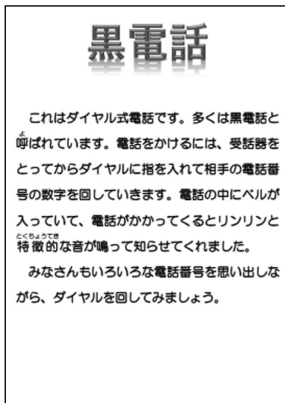 黒電話
これはダイヤル式電話です。多くは黒電話と
呼ばれています。電話をかけるには、受話器を
とってからダイヤルに指を入れて相手の電話番
号の数字を回していきます。電話の中にベルが
入っていて、電話がかかってくるとリンリンと
特徴的な音が鳴って知らせてくれました。
みなさんもいろいろな電話番号を思い出しな
がら、ダイヤルを回してみましょう。